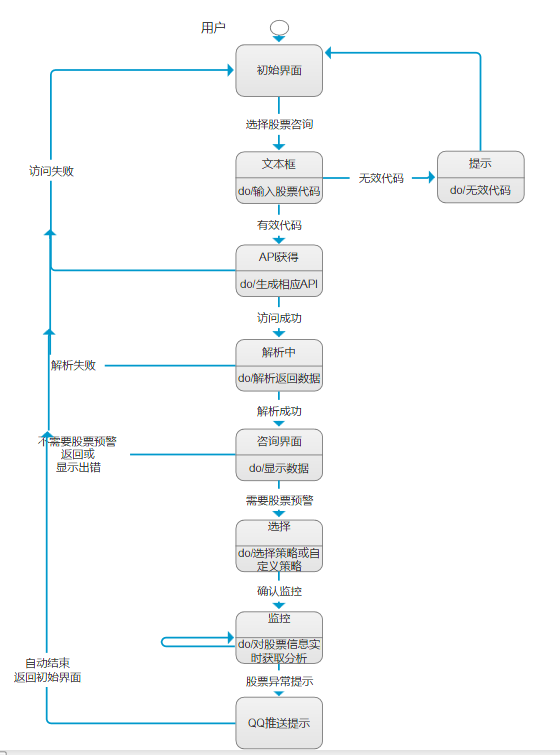 用户
初始界面
选择股票咨询
访问失败
文本框
do/输入股票代码
无效代码
提示
do/无效代码
有效代码
API获得
do/生成相应API
访问成功
解析失败
解析中
do/解析返回数据
解析成功
不需要股票预警
返回或
显示出错
咨询界面
do/显示数据
需要股票预警
选择
do/选择策略或自
定义策略
确认监控
监控
do/对股票信息实
时获取分析
自动结束
返回初始界面
股票异常提示
QQ推送提示